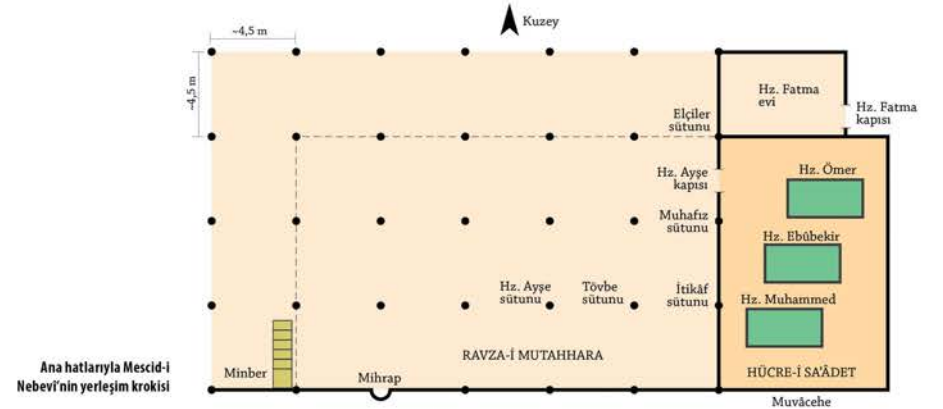 Kuzey
~4,5 m
~4,5 m
Hz. Fatma
evi
Hz. Fatma
kapısı
Elçiler
sütunu
Hz. Ayşe
kapısı
Hz. Ömer
Muhafız
sütunu
Hz. Ebûbekir
Hz. Ayşe
sütunu
Tövbe
sütunu
İtikâf
sütunu
Hz. Muhammed
RAVZA-İ MUTAHHARA
Minber
Mihrap
HÜCRE-İ SA'ÂDET
Muvâcehe
Ana hatlarıyla Mescid-i
Nebevî'nin yerleşim krokisi